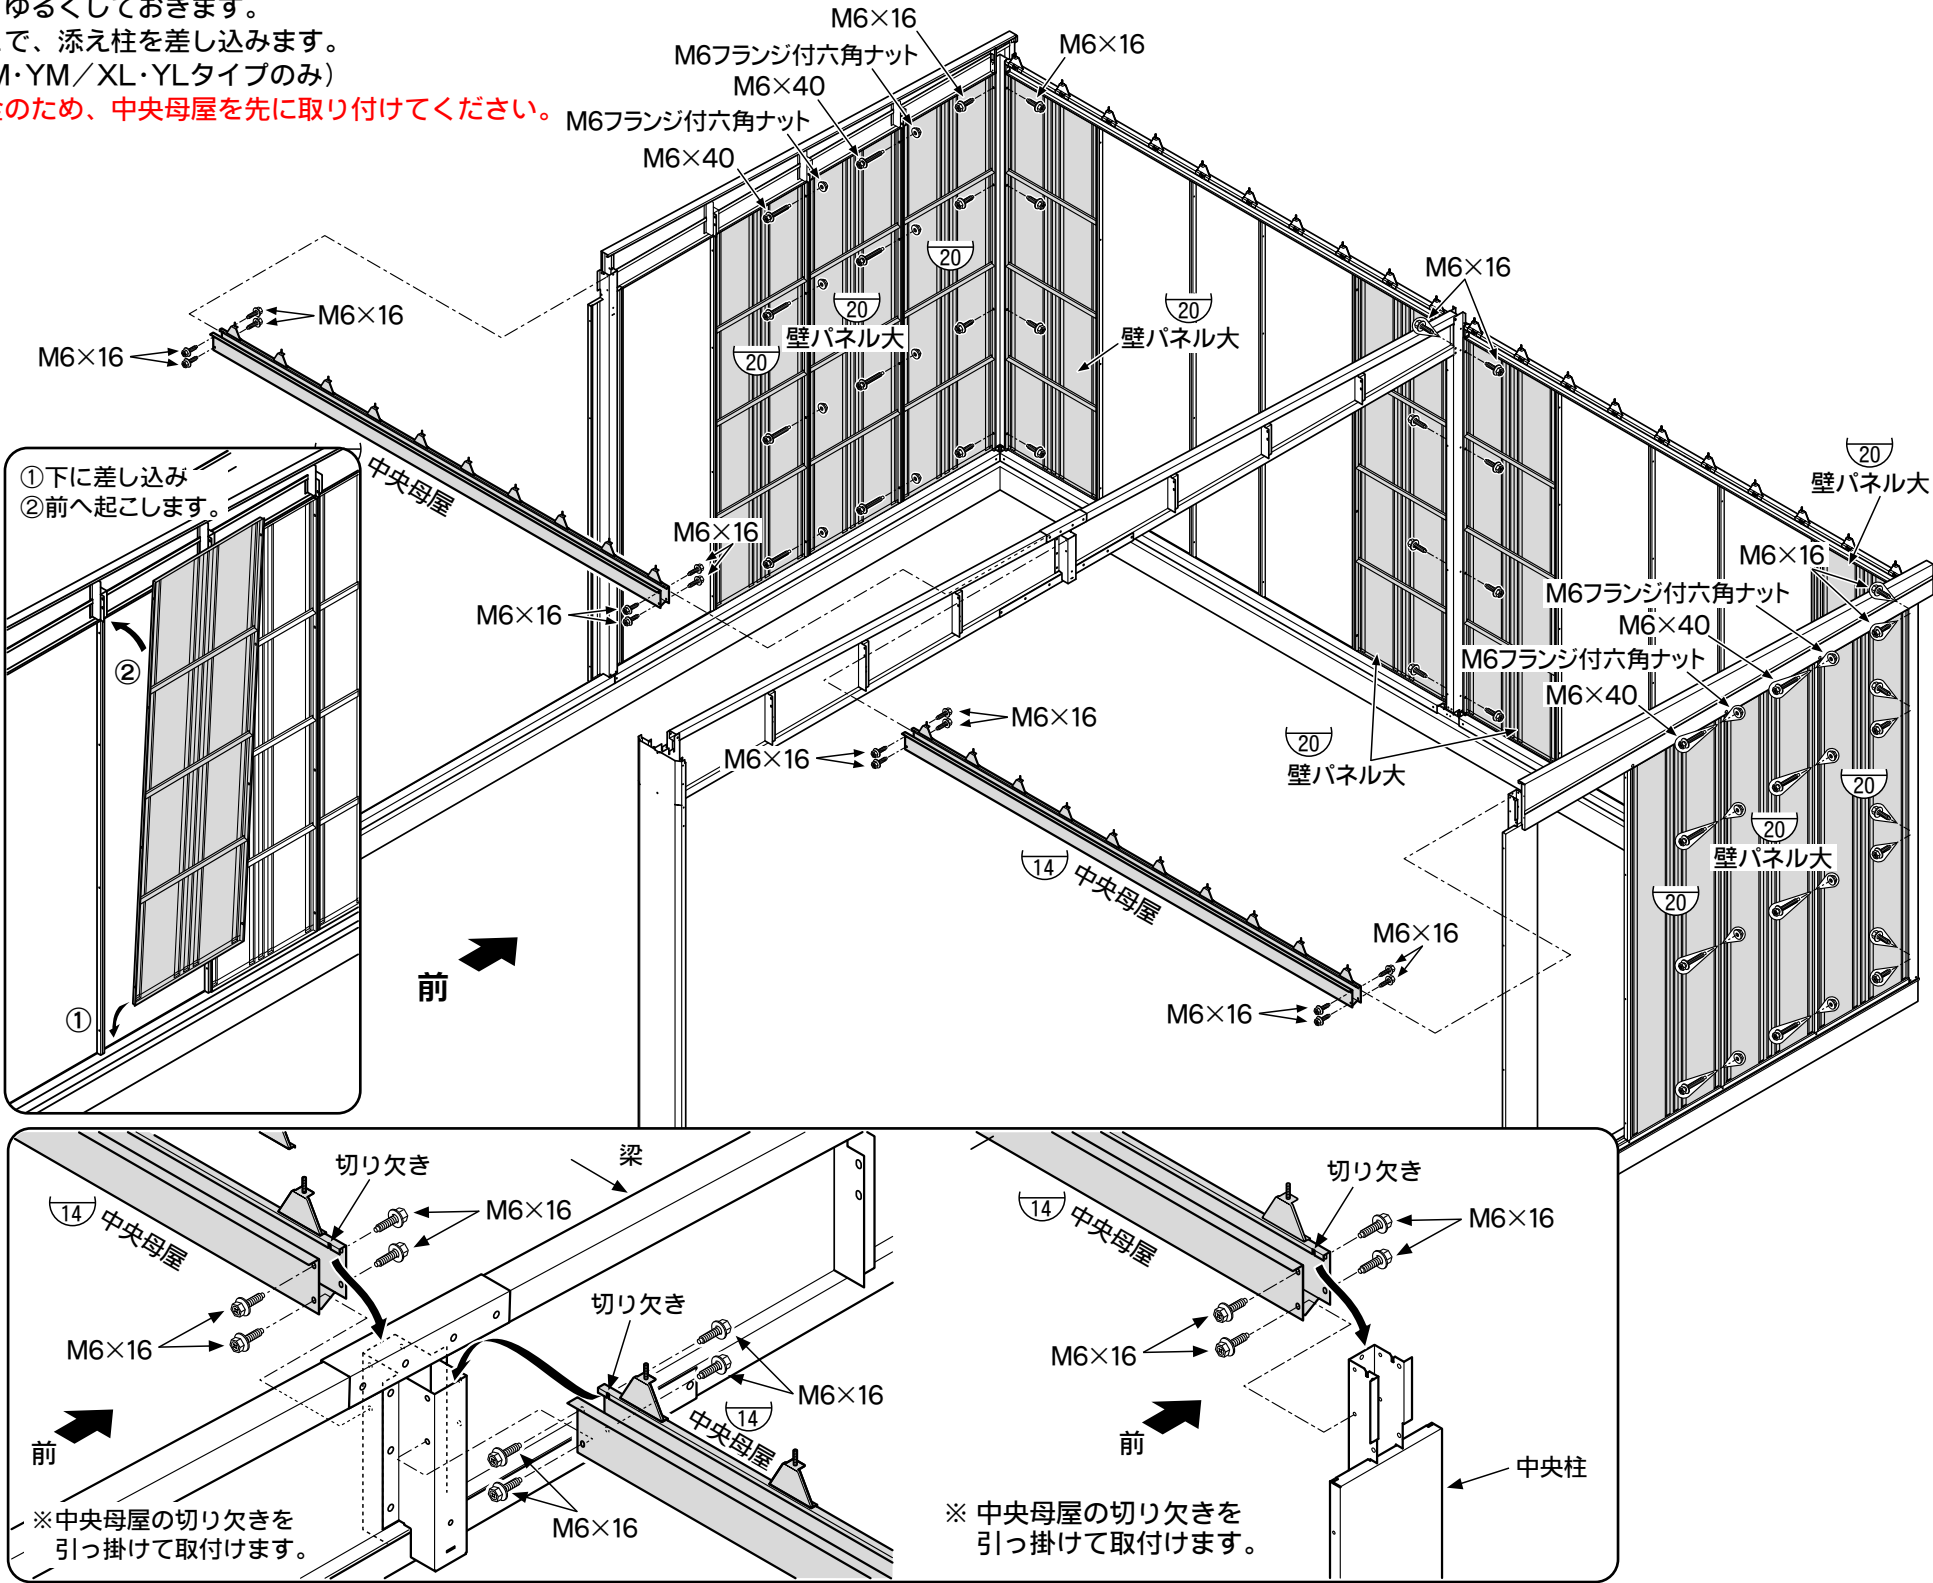 ゆるくしておきます。
で、添え柱を差し込みます。
M･YM／XL･YLタイプのみ）
のため、中央母屋を先に取り付けてください。
M6×16
M6フランジ付六角ナット
M6×40
M6フランジ付六角ナット
M6×40
M6×16
20
20
壁パネル大
20
20
壁パネル大
M6×16
M6×16
M6×16
中央母屋
M6×16
M6×16
①下に差し込み
②前へ起こします。
②
①
20
壁パネル大
M6×16
M6フランジ付六角ナット
M6×40
M6フランジ付六角ナット
M6×40
20
壁パネル大
20
20
壁パネル大
20
M6×16
M6×16
14
中央母屋
M6×16
M6×16
前
切り欠き
梁
14
中央母屋
M6×16
M6×16
切り欠き
M6×16
14
中央母屋
M6×16
前
※中央母屋の切り欠きを
引っ掛けて取付けます。
切り欠き
14
中央母屋
M6×16
M6×16
前
中央柱
※ 中央母屋の切り欠きを
引っ掛けて取付けます。